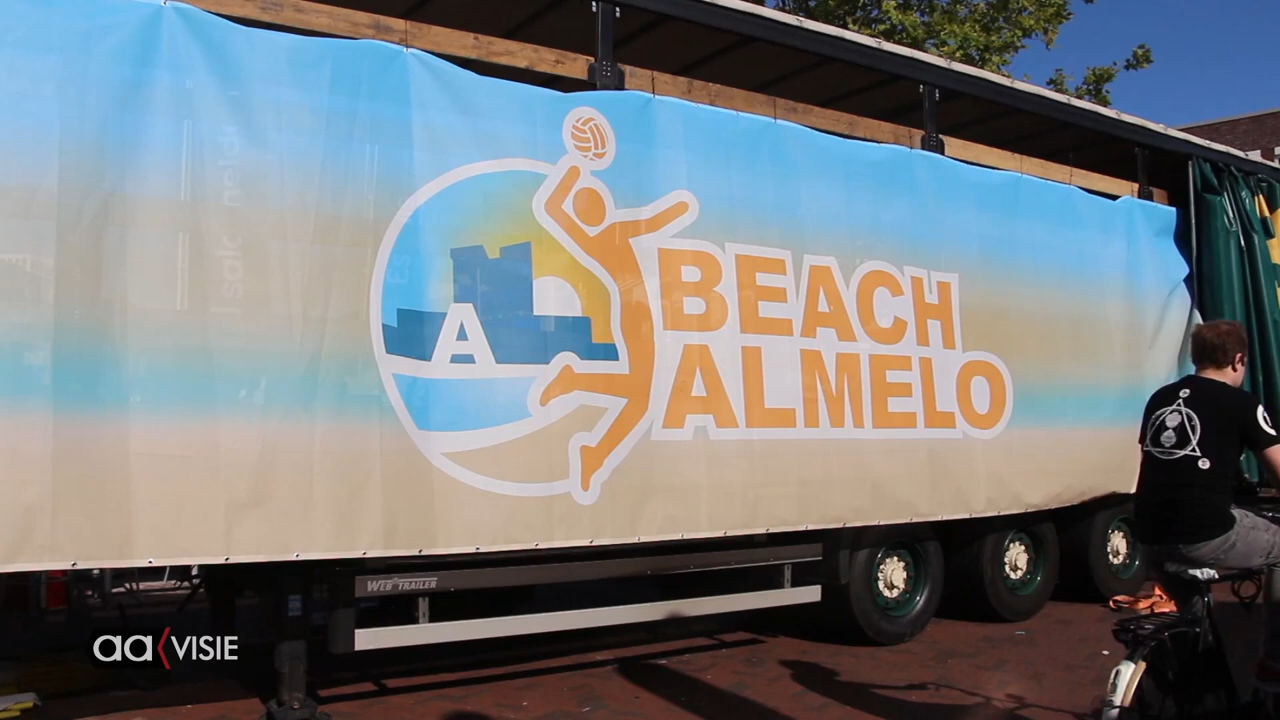 A
BEACH
ALMELO
WEB TRAILER
aa VISIE